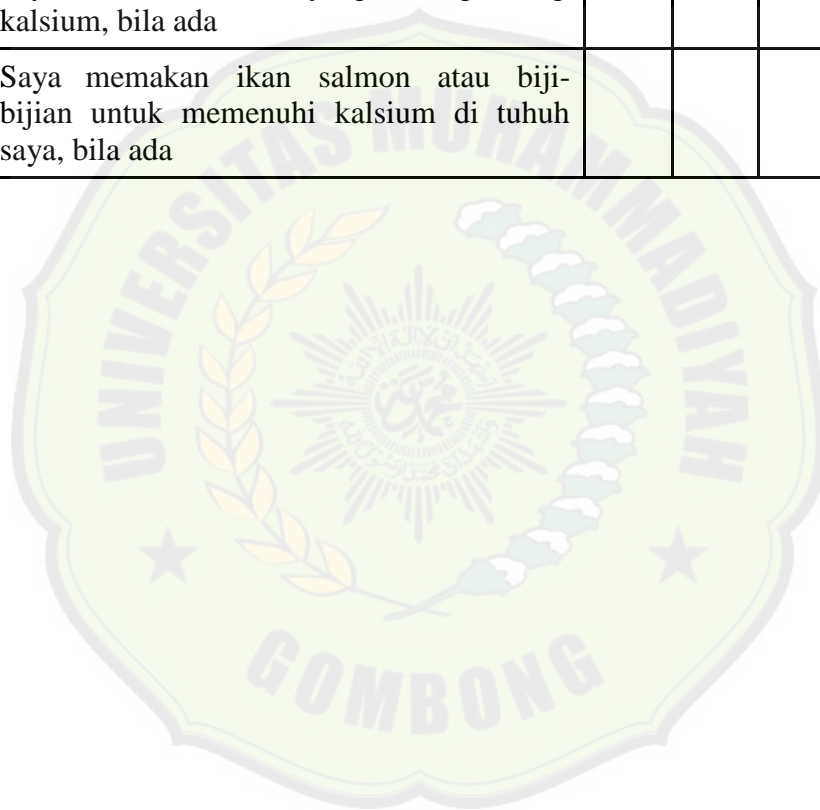 kalsium, bila ada
Saya memakan ikan salmon atau biji-
bijian untuk memenuhi kalsium di tuhuh
saya, bila ada
UNIVERSITAS MUHAMMADIYAH
GOMBONG